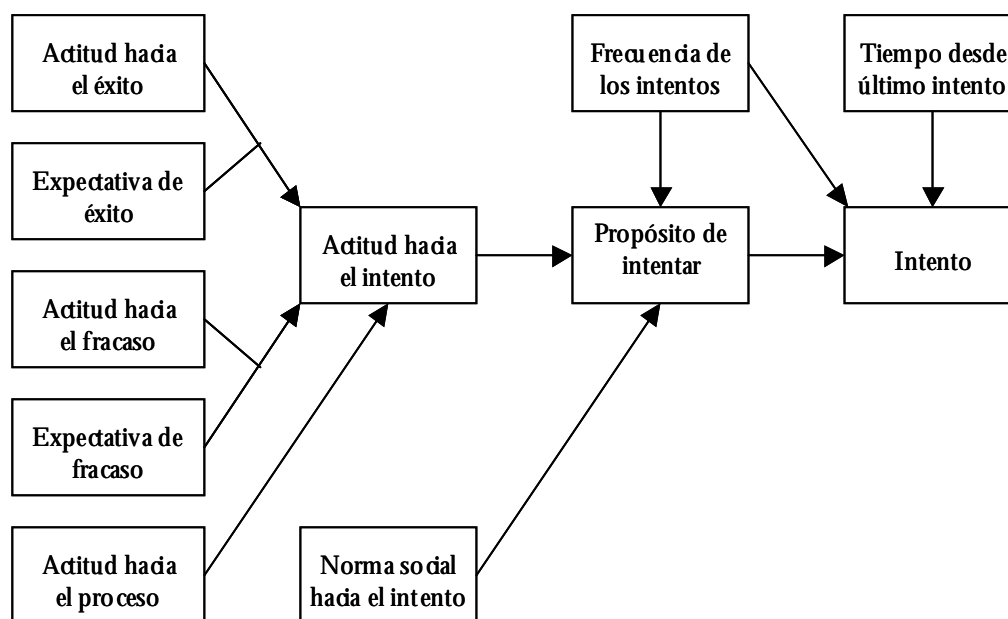 Actitud hacia
el éxito
Expectativa de
éxito
Actitud hacia
el fracaso
Expectativa de
fracaso
Actitud hacia
el proceso
Actitud hacia
el intento
Norma social
hacia el intento
Frecuencia de
los intentos
Propósito de
intentar
Tiempo desde
último intento
Intento